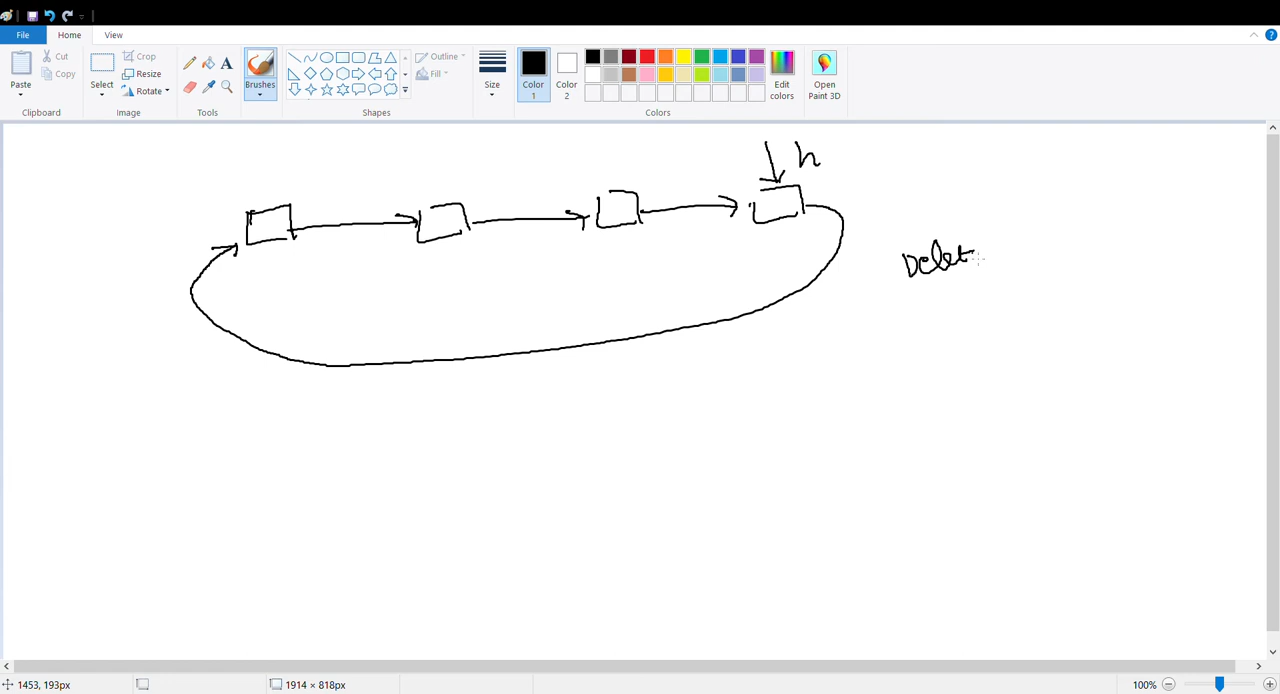 File
Home
View
Paste
Cut
Copy
Clipboard
Select
Crop
Resize
Rotate
Image
A
Tools
Brushes
Outline
Fill
Shapes
Size
Color
1
Color
2
Edit
colors
Colors
Open
Paint 3D
h
Delet
1453, 193px
1914 × 818px
100%